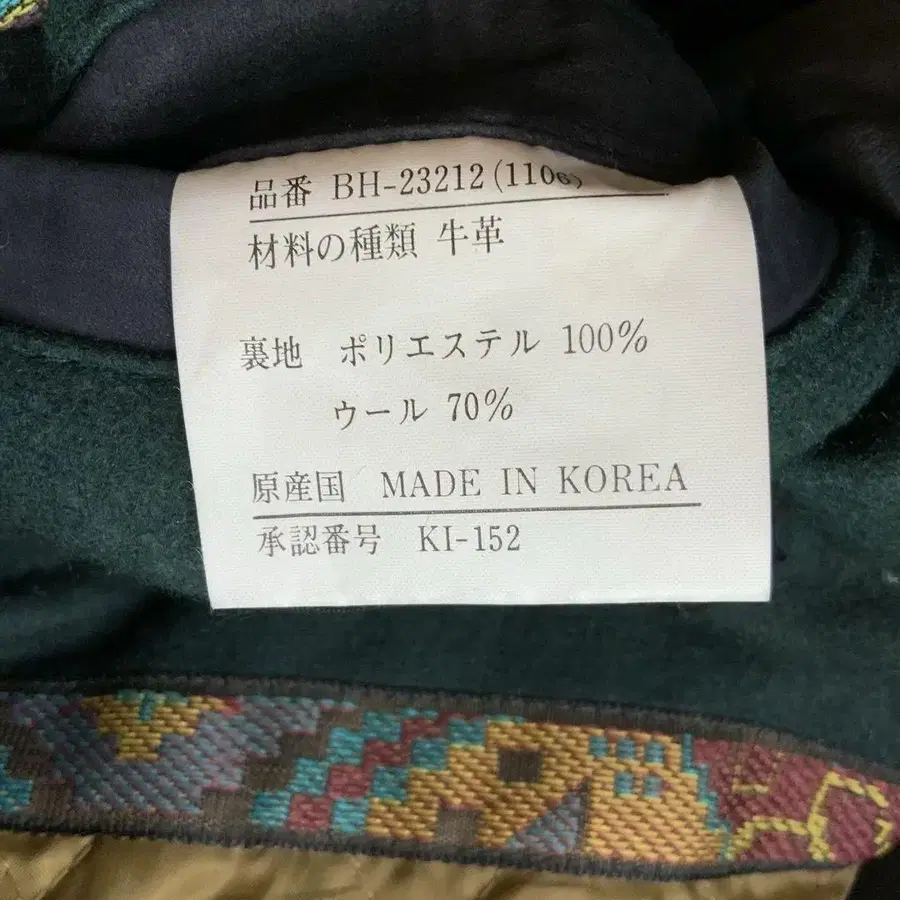 品番 BH-23212(1106)
材料の種類 牛革
裏地 ポリエステル 100%
ウール 70%
原産国 MADE IN KOREA
承認番号 KI-152